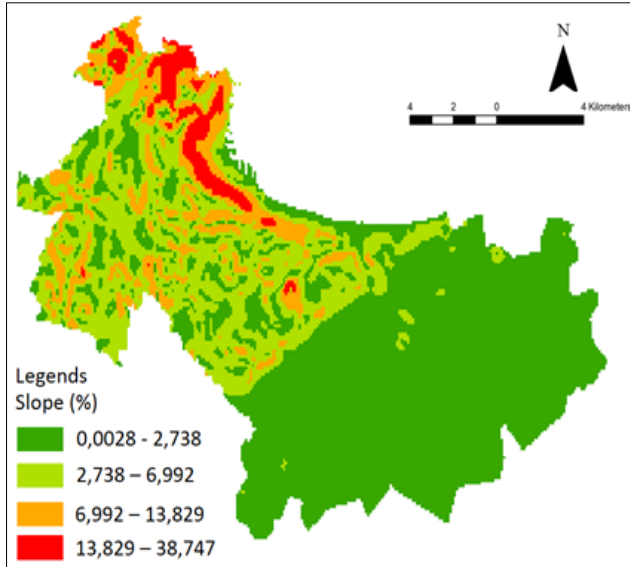 N
4 2 0 4 Kilometers
Legends
Slope (%)
0,0028 - 2,738
2,738 – 6,992
6,992 – 13,829
13,829 – 38,747